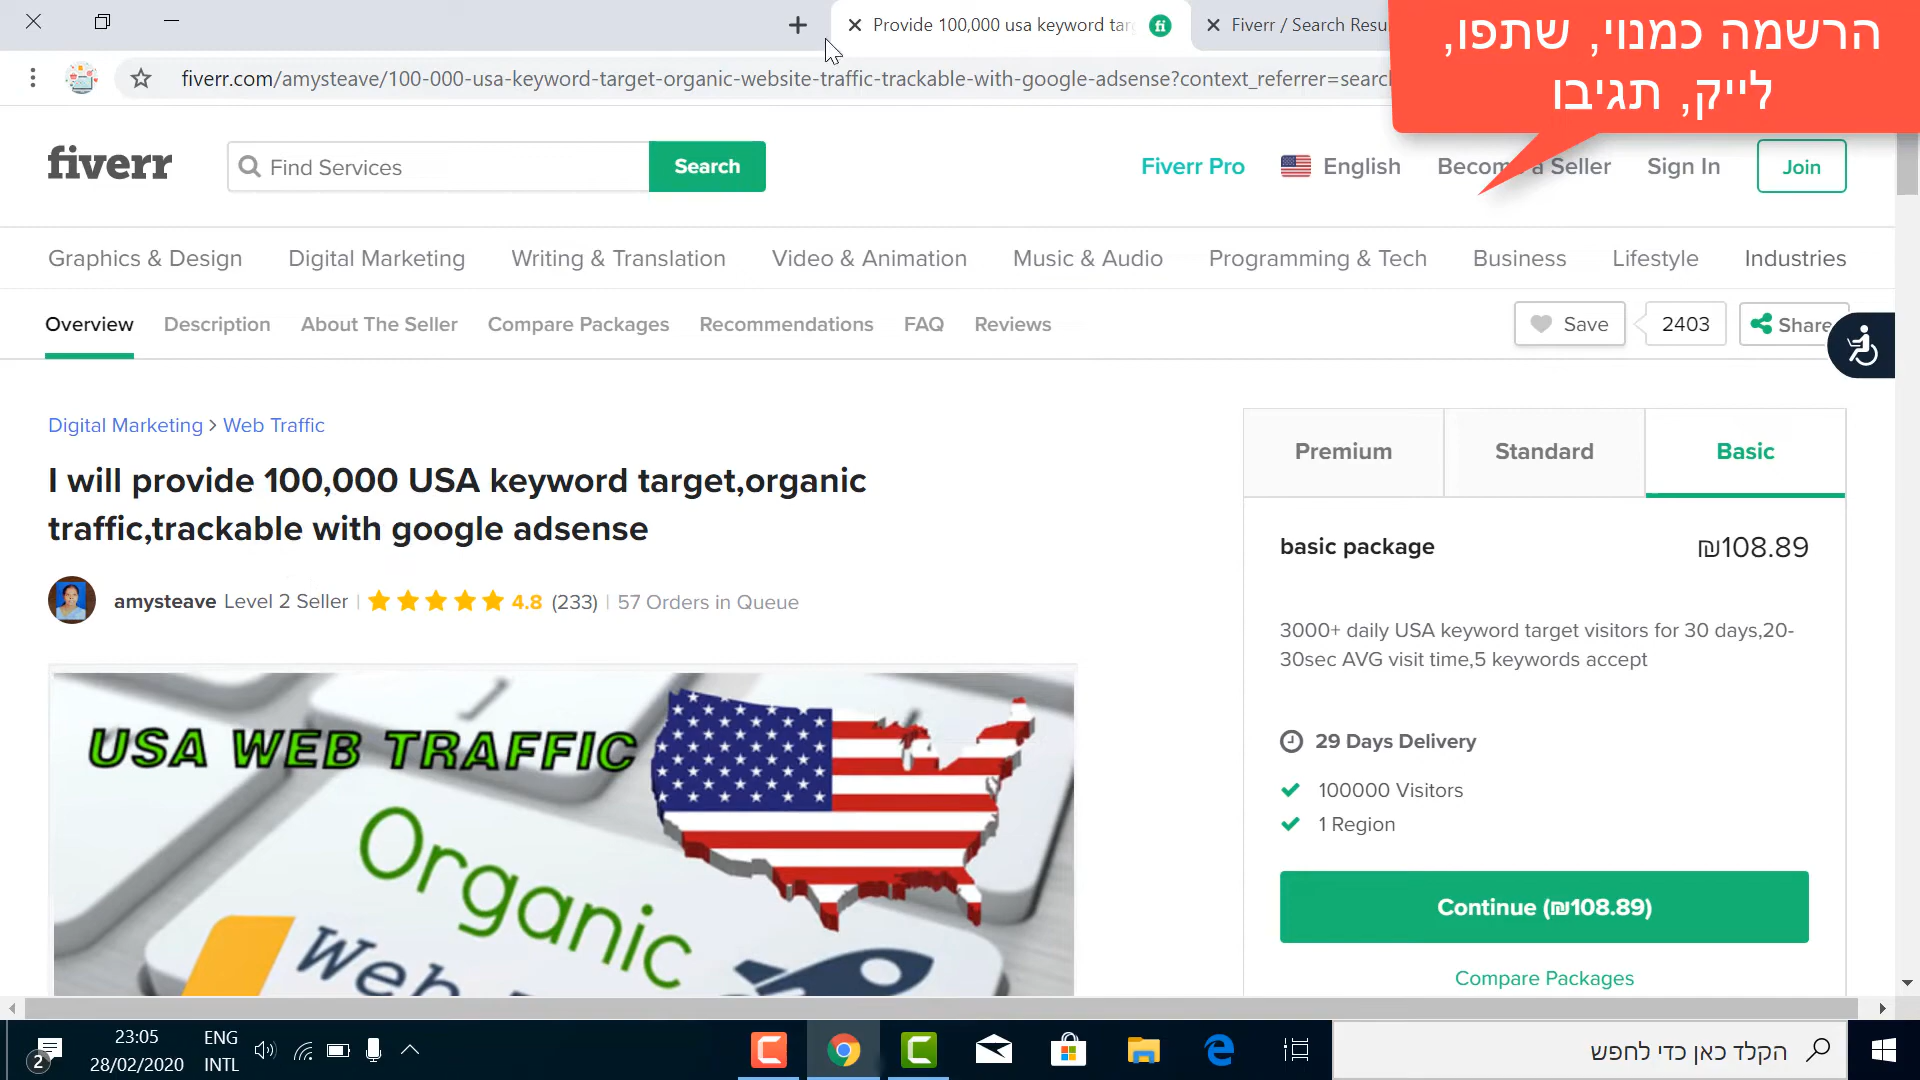 Provide 100,000 usa keyword tar
Fiverr / Search Resu
הרשמה כמנוי, שתפו,
לייק, תגיבו
fiverr.com/amysteave/100-000-usa-keyword-target-organic-website-traffic-trackable-with-google-adsense?context_referrer=searc
fiverr
Find Services
Search
Fiverr Pro
English
Become a Seller
Sign In
Join
Graphics & Design
Digital Marketing
Writing & Translation
Video & Animation
Music & Audio
Programming & Tech
Business
Lifestyle
Industries
Overview
Description
About The Seller
Compare Packages
Recommendations
FAQ
Reviews
Save
2403
Share
Digital Marketing > Web Traffic
I will provide 100,000 USA keyword target,organic
traffic,trackable with google adsense
amysteave Level 2 Seller | 4.8 (233) | 57 Orders in Queue
USA WEB TRAFFIC
Organic
Web
Premium
Standard
Basic
basic package
₪108.89
3000+ daily USA keyword target visitors for 30 days,20-
30sec AVG visit time,5 keywords accept
29 Days Delivery
100000 Visitors
1 Region
Continue (₪108.89)
Compare Packages
2
23:05
28/02/2020
ENG
INTL
הקלד כאן כדי לחפש